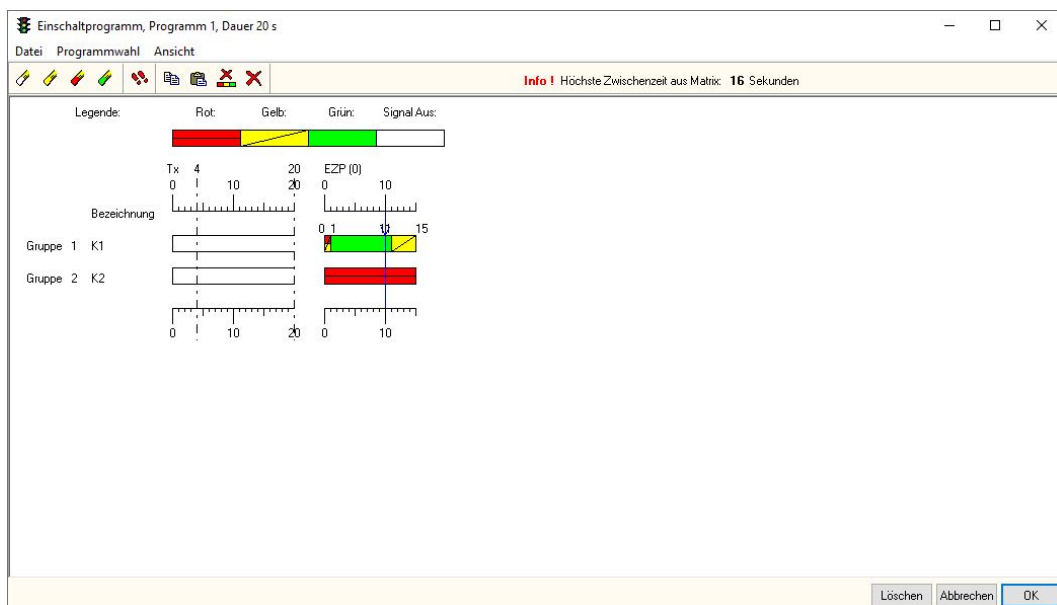 Einschaltprogramm, Programm 1, Dauer 20 s
Datei Programmwahl Ansicht
Info ! Höchste Zwischenzeit aus Matrix: 16 Sekunden
Legende: Rot: Gelb: Grün: Signal Aus:
Tx 4 20 EZP (0)
0 10 20 0 10
Bezeichnung
0 1 11 15
Gruppe 1 K1
Gruppe 2 K2
0 10 20 0 10
Löschen Abbrechen OK